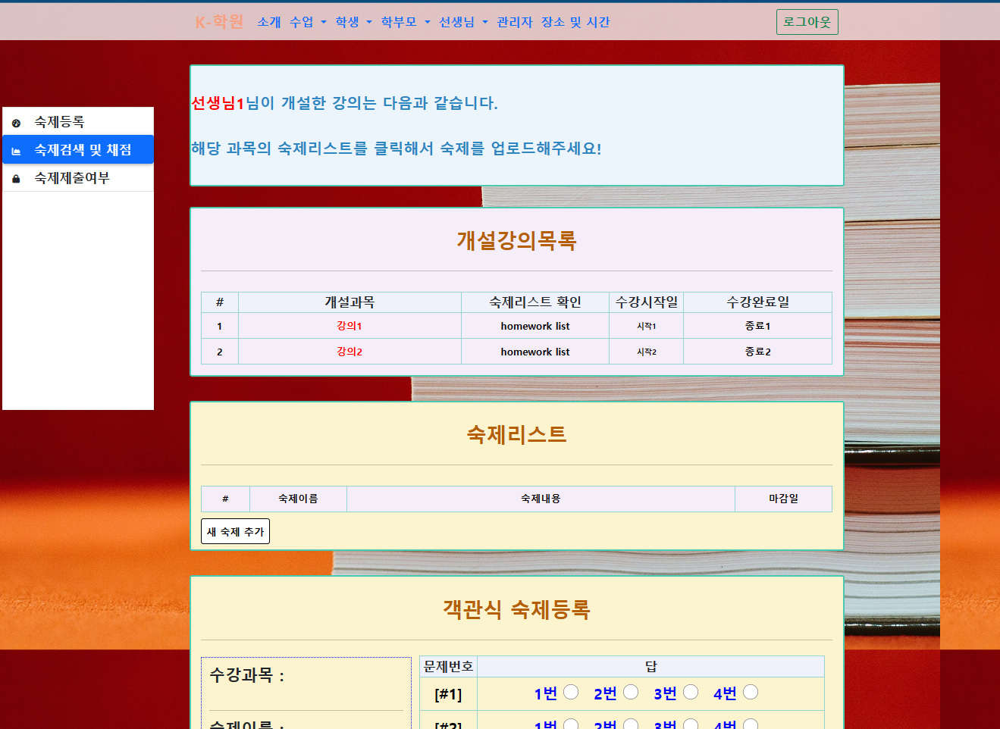 K-학원 소개 수업 학생 학부모 선생님 관리자 장소 및 시간 로그아웃
숙제등록
숙제검색 및 채점
숙제제출여부
선생님1님이 개설한 강의는 다음과 같습니다.
해당 과목의 숙제리스트를 클릭해서 숙제를 업로드해주세요!
개설강의목록
# 개설과목 숙제리스트 확인 수강시작일 수강완료일
1 강의1 homework list 시작1 종료1
2 강의2 homework list 시작2 종료2
숙제리스트
# 숙제이름 숙제내용 마감일
새 숙제 추가
객관식 숙제등록
수강과목 :
숙제이름 :
문제번호 답
[#1] 1번 2번 3번 4번
[#2] 1번 2번 3번 4번